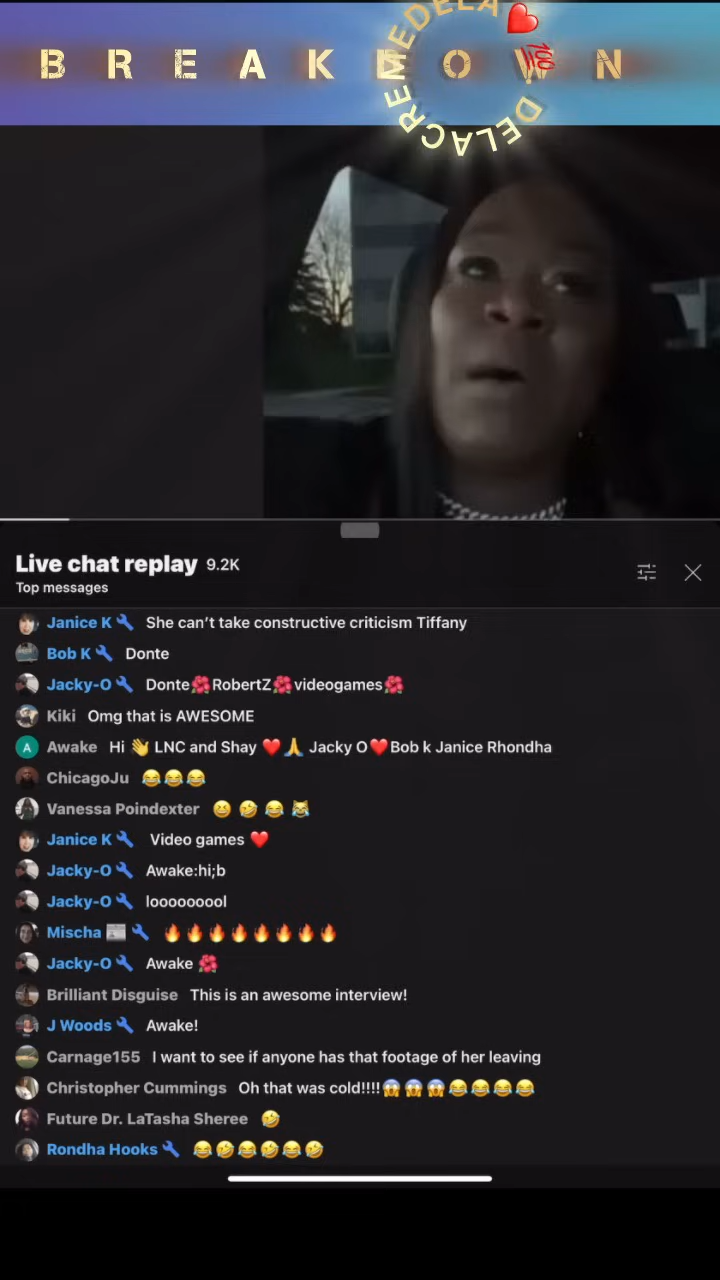 B R E A K D O W N
CREMEDELA DELACREME
Live chat replay 9.2K
Top messages
Janice K 🔧 She can’t take constructive criticism Tiffany
Bob K 🔧 Donte
Jacky-O 🔧 Donte🌺RobertZ🌺videogames🌺
Kiki Omg that is AWESOME
A Awake Hi 👋 LNC and Shay ❤️🙏 Jacky O❤️Bob k Janice Rhondha
ChicagoJu 😂😂😂
Vanessa Poindexter 😆 🤣 😂 😹
Janice K 🔧 Video games ❤️
Jacky-O 🔧 Awake:hi;b
Jacky-O 🔧 looooooool
Mischa 📰 🔧 🔥🔥🔥🔥🔥🔥🔥🔥
Jacky-O 🔧 Awake 🌺
Brilliant Disguise This is an awesome interview!
J Woods 🔧 Awake!
Carnage155 I want to see if anyone has that footage of her leaving
Christopher Cummings Oh that was cold!!!!😱😱😱😂😂😂😂
Future Dr. LaTasha Sheree 🤣
Rondha Hooks 🔧 😂🤣😂🤣😂🤣